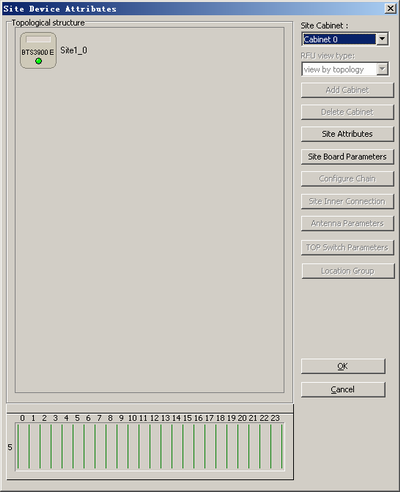 Site Device Attributes
Topological structure
BTS3900 E
Site1_0
Site Cabinet :
Cabinet 0
RFU view type:
view by topology
Add Cabinet
Delete Cabinet
Site Attributes
Site Board Parameters
Configure Chain
Site Inner Connection
Antenna Parameters
TOP Switch Parameters
Location Group
OK
Cancel
0 1 2 3 4 5 6 7 8 9 10 11 12 13 14 15 16 17 18 19 20 21 22 23
5